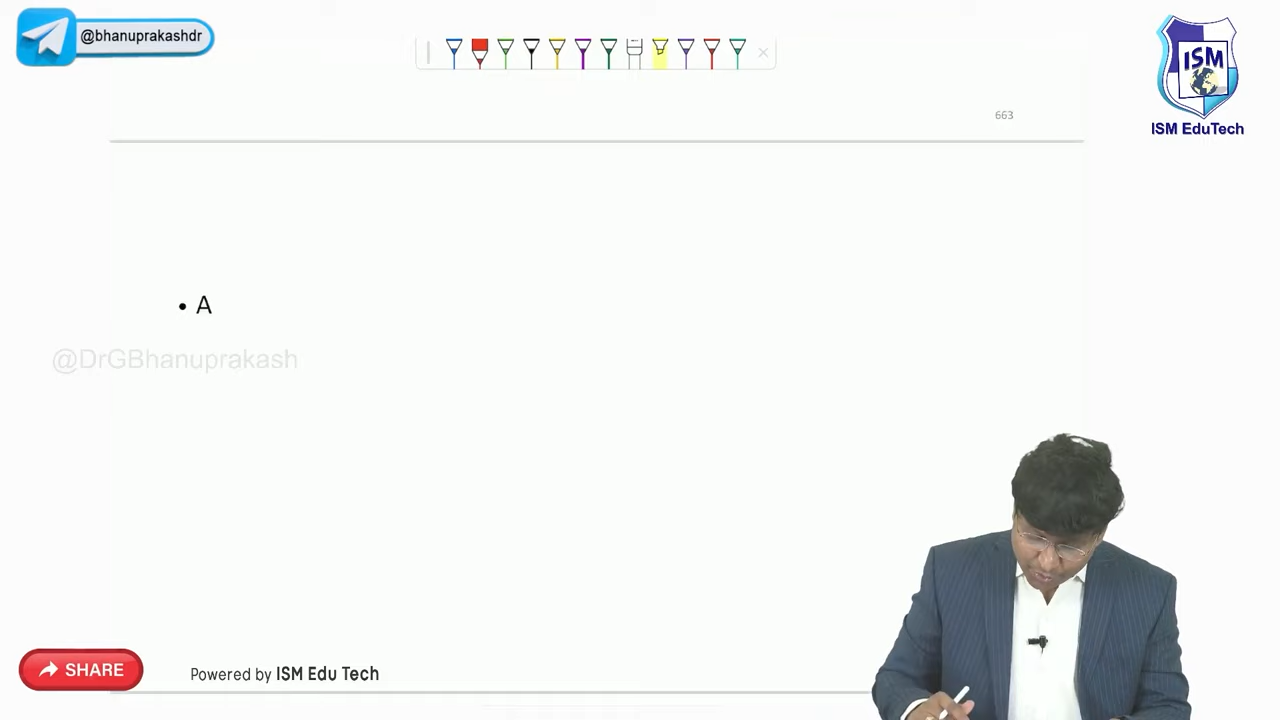 @bhanuprakashdr
ISM
ISM EduTech
663
• A
@DrGBhanuprakash
SHARE
Powered by ISM Edu Tech